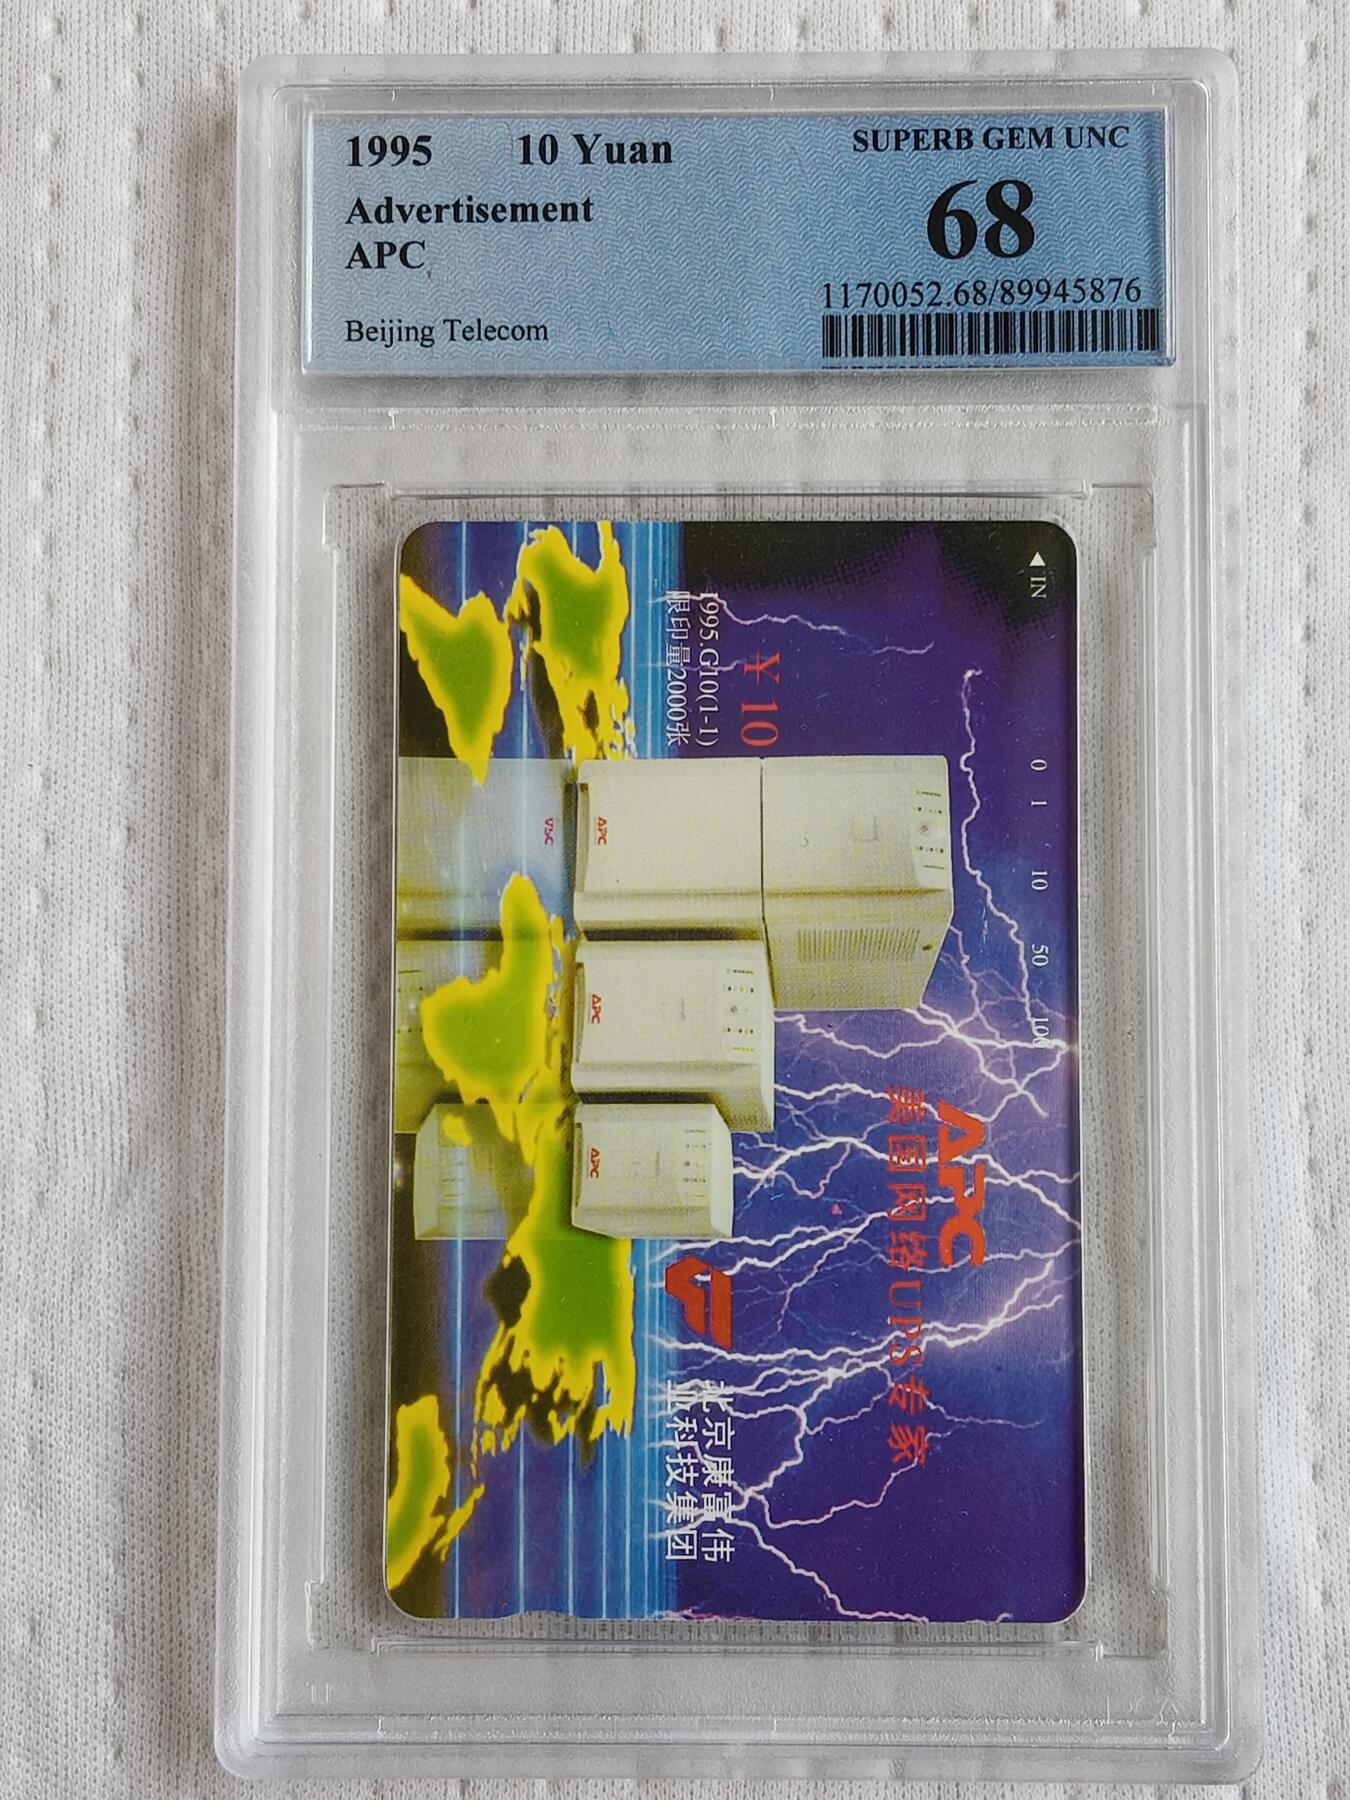 1995 10 Yuan
Advertisement
APC
Beijing Telecom
SUPERB GEM UNC
68
1170052.68/89945876
◀IN
0 1 10 50 100
APC
美国网络UPS专家
¥10
1995.G10(1-1)
限印量2000张
APC
APC
APC
北京康富伟
业科技集团